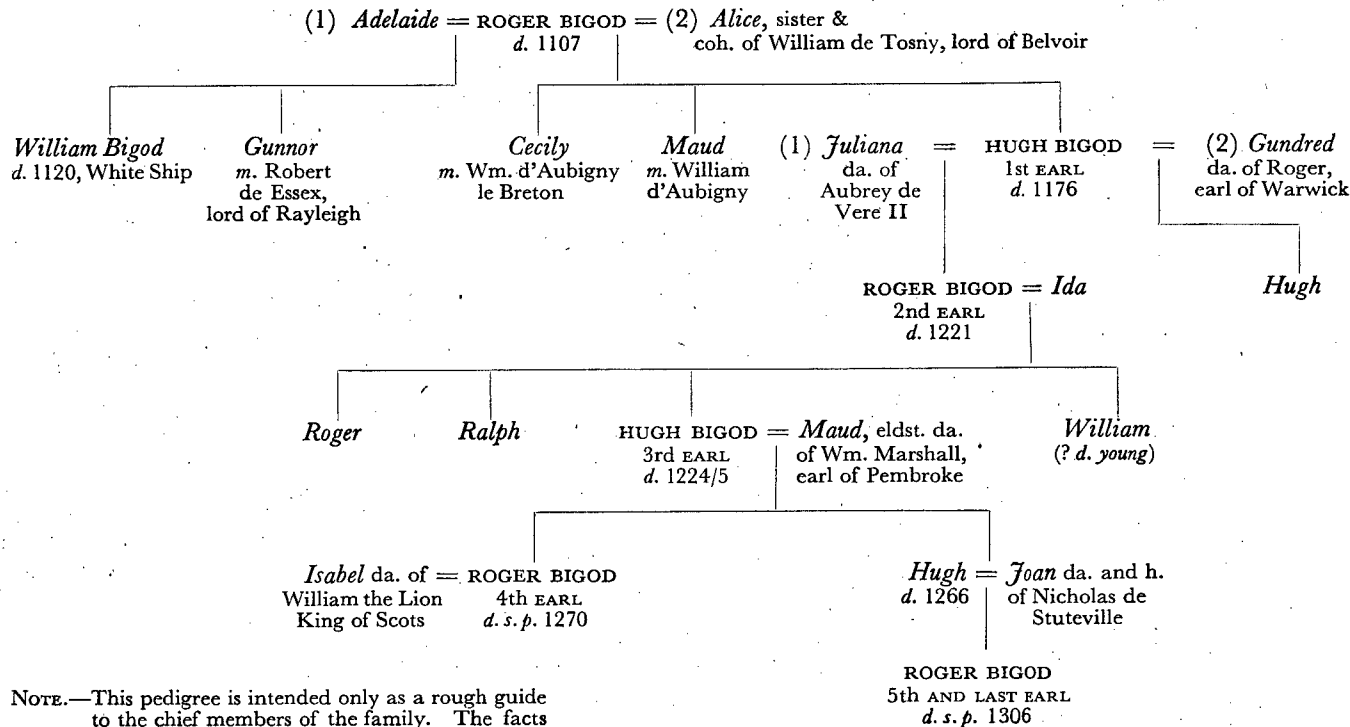 (1) Adelaide = ROGER BIGOD = (2) Alice, sister &
d. 1107
coh. of William de Tosny, lord of Belvoir
William Bigod
d. 1120, White Ship
Gunnor
m. Robert
de Essex,
lord of Rayleigh
Cecily
m. Wm. d'Aubigny
le Breton
Maud
m. William
d'Aubigny
(1) Juliana
da. of
Aubrey de
Vere II
=
HUGH BIGOD
1st EARL
d. 1176
=
(2) Gundred
da. of Roger,
earl of Warwick
ROGER BIGOD = Ida
2nd EARL
d. 1221
Hugh
Roger
Ralph
HUGH BIGOD =
3rd EARL
d. 1224/5
Maud, eldst. da.
of Wm. Marshall,
earl of Pembroke
William
(? d. young)
Isabel da. of
William the Lion
King of Scots
= ROGER BIGOD
4th EARL
d. s. p. 1270
Hugh =
d. 1266
Joan da. and h.
of Nicholas de
Stuteville
ROGER BIGOD
5th AND LAST EARL
d. s. p. 1306
NOTE.—This pedigree is intended only as a rough guide
to the chief members of the family. The facts